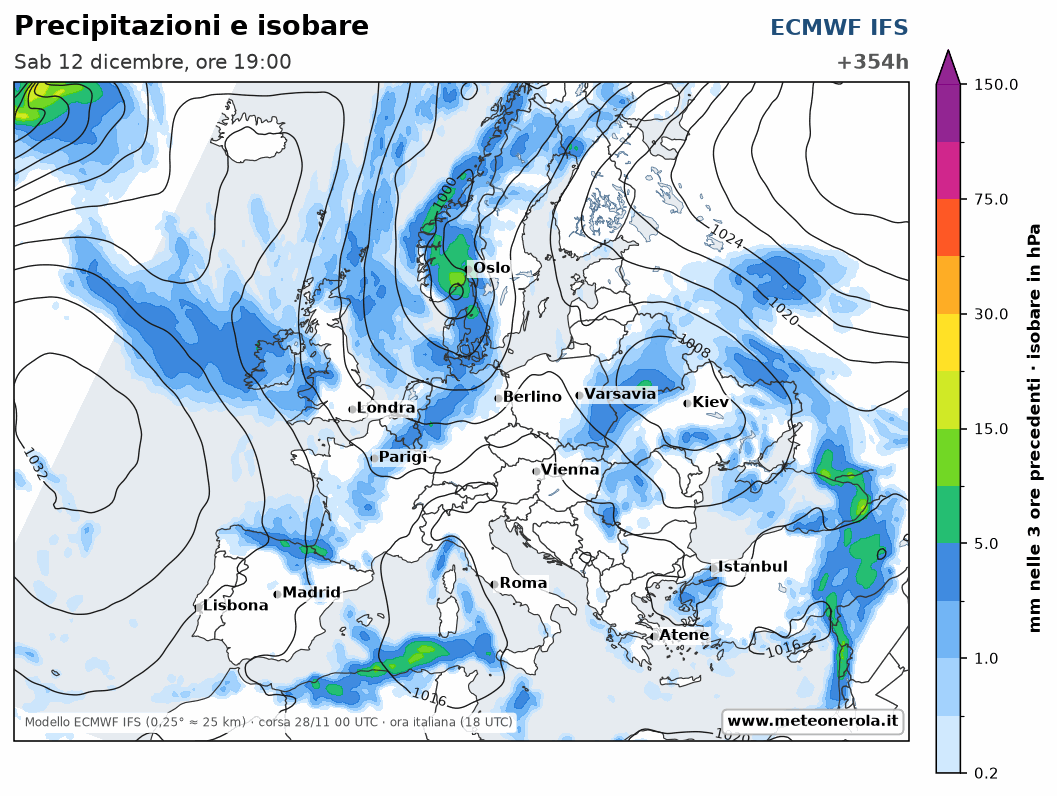 Precipitazioni e isobare
ECMWF IFS
Sab 12 dicembre, ore 19:00
+354h
150.0
75.0
30.0
15.0
5.0
1.0
0.2
mm nelle 3 ore precedenti · isobare in hPa
1000
1024
Oslo
1020
1008
Londra
Berlino
Varsavia
Kiev
Parigi
1032
Vienna
Istanbul
Madrid
Roma
Lisbona
Atene
1016
1016
1020
Modello ECMWF IFS (0,25° ≈ 25 km) · corsa 28/11 00 UTC · ora italiana (18 UTC)
www.meteonerola.it